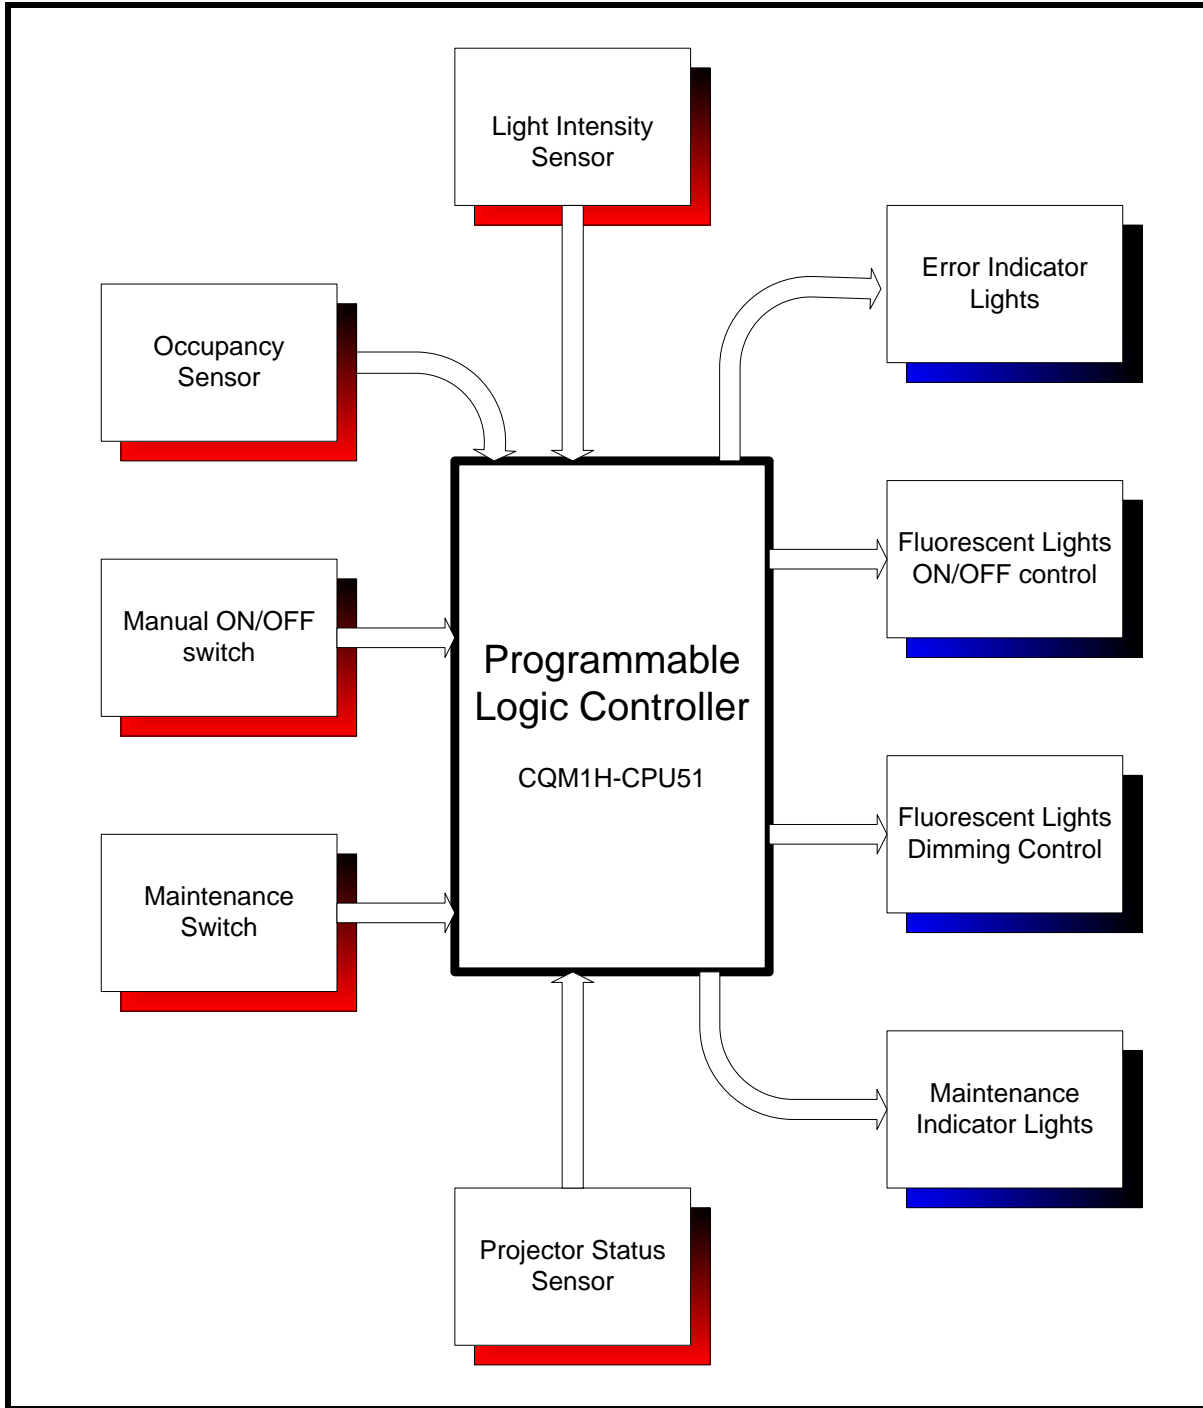 Light Intensity
Sensor
Error Indicator
Lights
Occupancy
Sensor
Fluorescent Lights
ON/OFF control
Manual ON/OFF
switch
Programmable
Logic Controller
CQM1H-CPU51
Fluorescent Lights
Dimming Control
Maintenance
Switch
Maintenance
Indicator Lights
Projector Status
Sensor